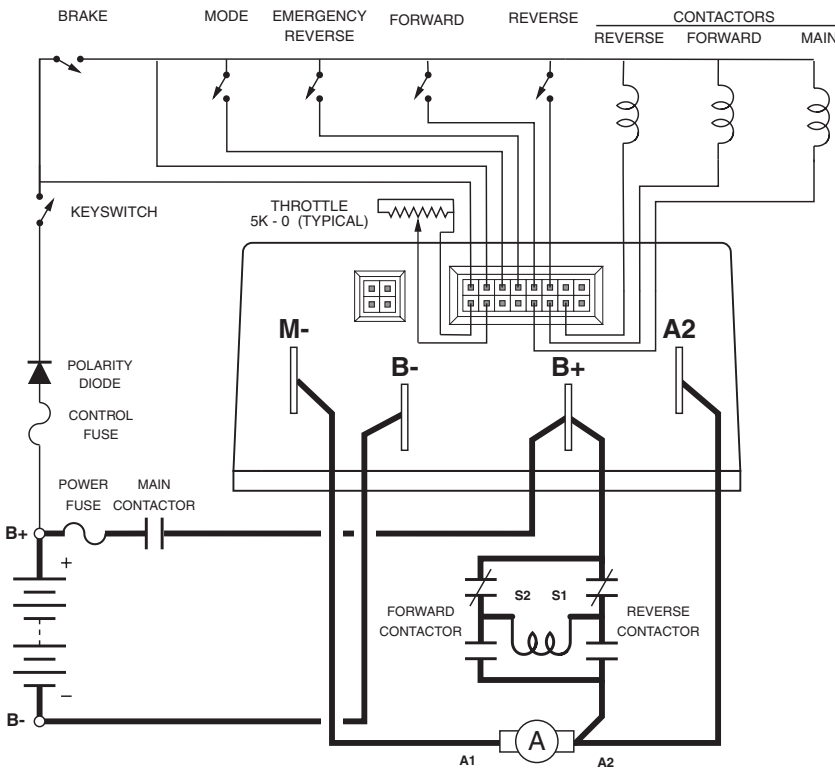 BRAKE
MODE
EMERGENCY
REVERSE
FORWARD
REVERSE
CONTACTORS
REVERSE
FORWARD
MAIN
KEYSWITCH
THROTTLE
5K - 0 (TYPICAL)
M-
B-
B+
A2
POLARITY
DIODE
CONTROL
FUSE
POWER
FUSE
MAIN
CONTACTOR
B+
+
S2
S1
FORWARD
CONTACTOR
REVERSE
CONTACTOR
–
B-
A
A1
A2